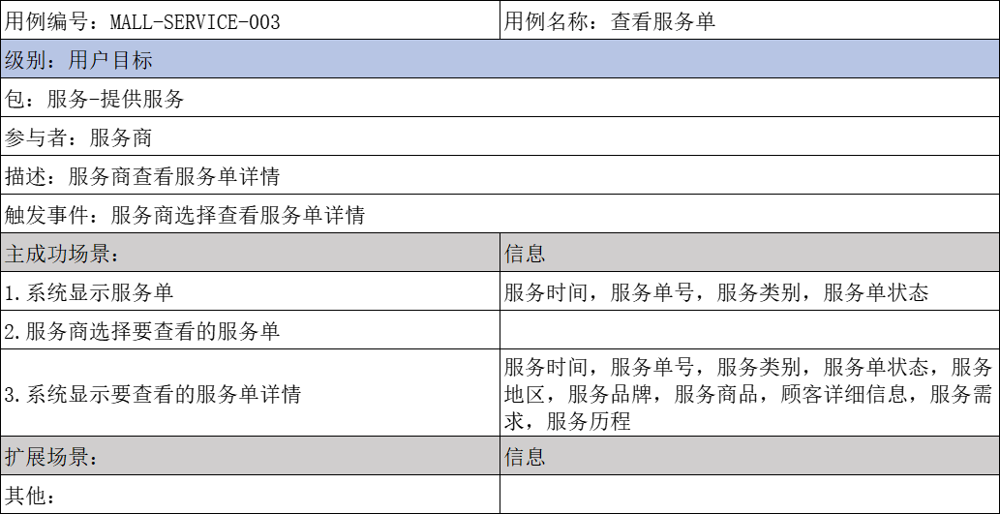 用例编号：MALL-SERVICE-003
用例名称：查看服务单
级别：用户目标
包：服务-提供服务
参与者：服务商
描述：服务商查看服务单详情
触发事件：服务商选择查看服务单详情
主成功场景：
信息
1.系统显示服务单
服务时间，服务单号，服务类别，服务单状态
2.服务商选择要查看的服务单
3.系统显示要查看的服务单详情
服务时间，服务单号，服务类别，服务单状态，服务
地区，服务品牌，服务商品，顾客详细信息，服务需
求，服务历程
扩展场景：
信息
其他：